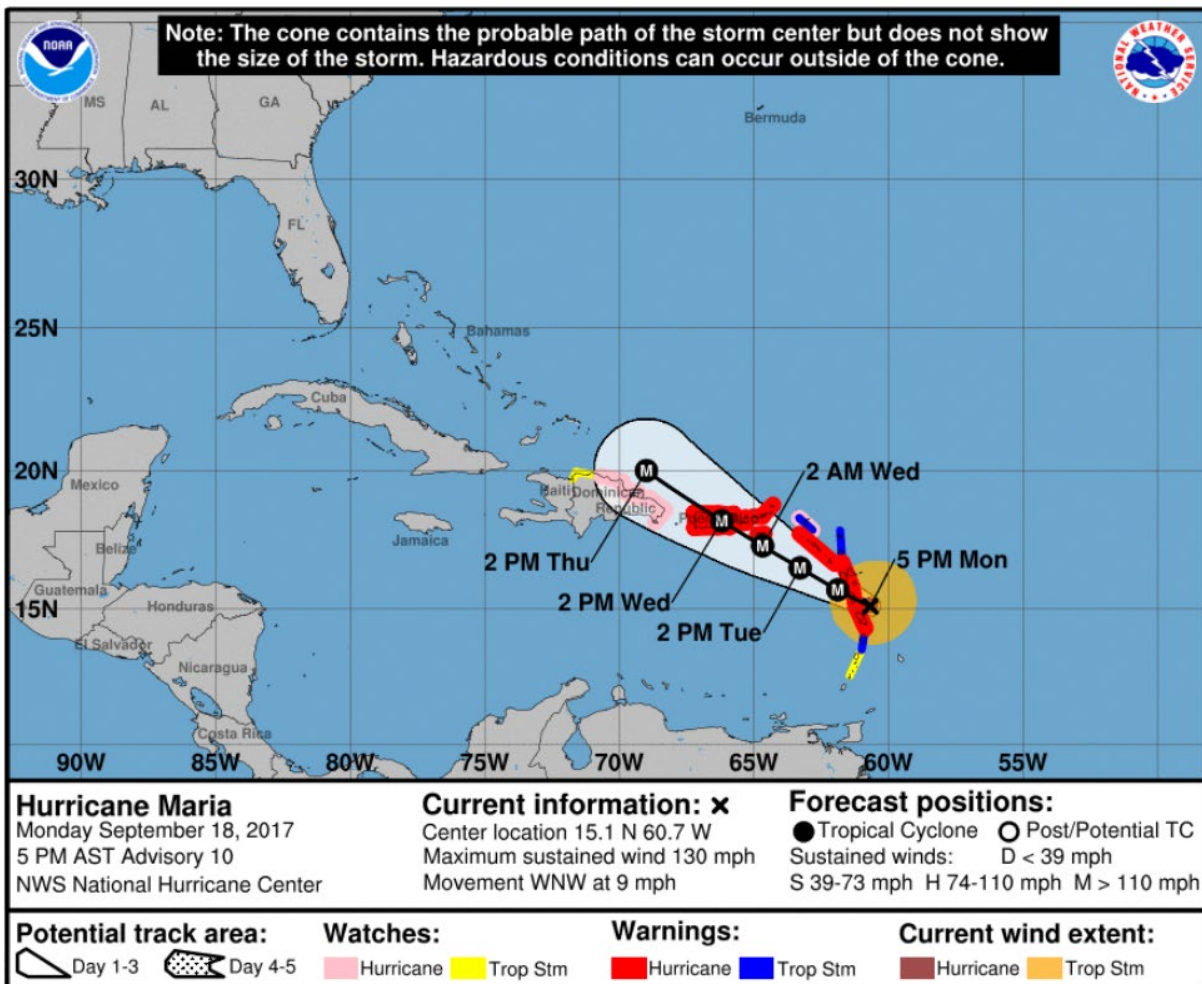 Note: The cone contains the probable path of the storm center but does not show
the size of the storm. Hazardous conditions can occur outside of the cone.
NOAA
NATIONAL WEATHER SERVICE
MS
AL
GA
Bermuda
30N
FL
25N
Bahamas
Cuba
2 AM Wed
20N
Mexico
Haiti
Dominican
Republic
Jamaica
Belize
2 PM Thu
5 PM Mon
M
M
M
M
M
Guatemala
2 PM Wed
15N
Honduras
2 PM Tue
El Salvador
Nicaragua
Costa Rica
90W
85W
80W
75W
70W
65W
60W
55W
Hurricane Maria
Monday September 18, 2017
5 PM AST Advisory 10
NWS National Hurricane Center
Current information: ×
Center location 15.1 N 60.7 W
Maximum sustained wind 130 mph
Movement WNW at 9 mph
Forecast positions:
Tropical Cyclone
Post/Potential TC
Sustained winds: D < 39 mph
S 39-73 mph H 74-110 mph M > 110 mph
Potential track area:
Day 1-3
Day 4-5
Watches:
Hurricane
Trop Stm
Warnings:
Hurricane
Trop Stm
Current wind extent:
Hurricane
Trop Stm